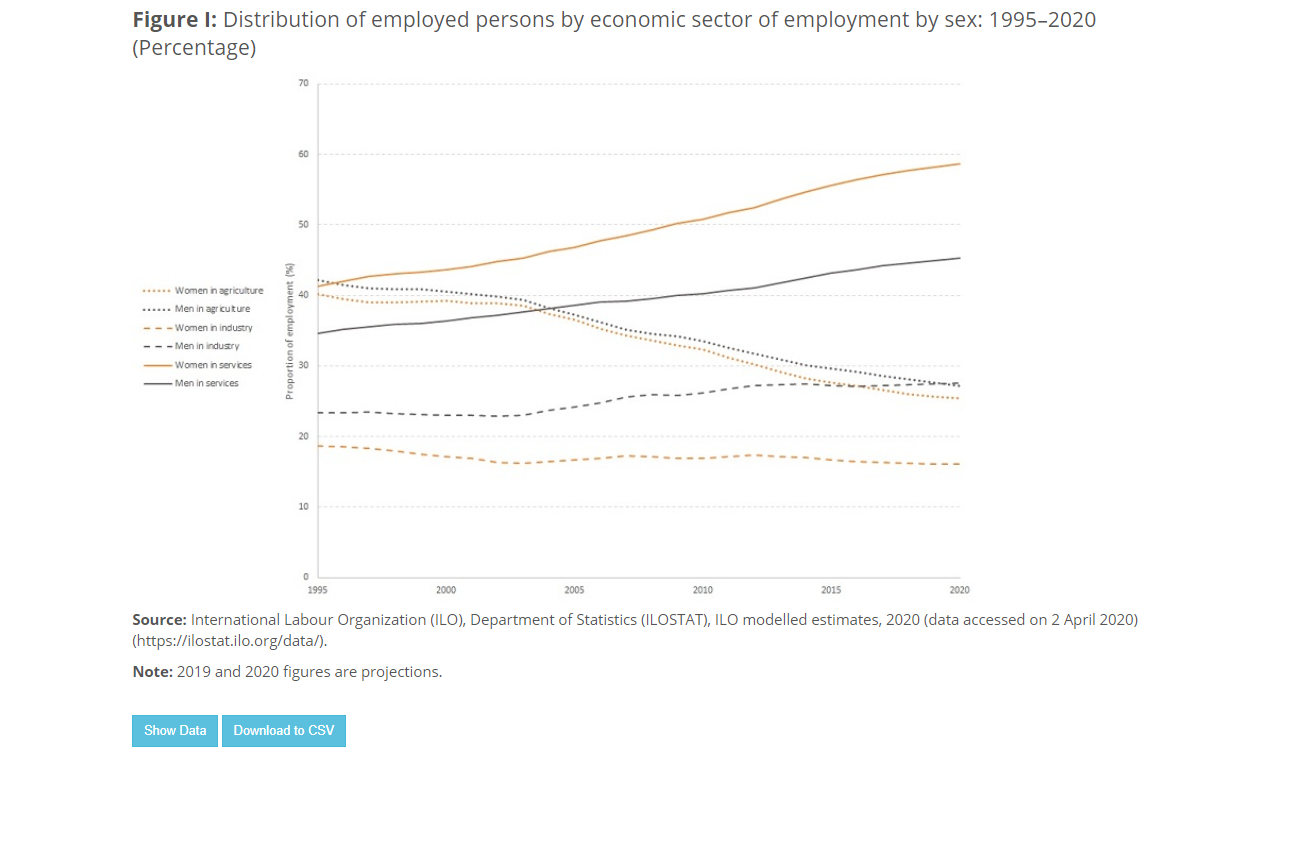 Figure I: Distribution of employed persons by economic sector of employment by sex: 1995–2020
(Percentage)
70
60
50
40
30
20
10
0
Proportion of employment (%)
Women in agriculture
Men in agriculture
Women in industry
Men in industry
Women in services
Men in services
1995 2000 2005 2010 2015 2020
Source: International Labour Organization (ILO), Department of Statistics (ILOSTAT), ILO modelled estimates, 2020 (data accessed on 2 April 2020)
(https://ilostat.ilo.org/data/).
Note: 2019 and 2020 figures are projections.
Show Data Download to CSV